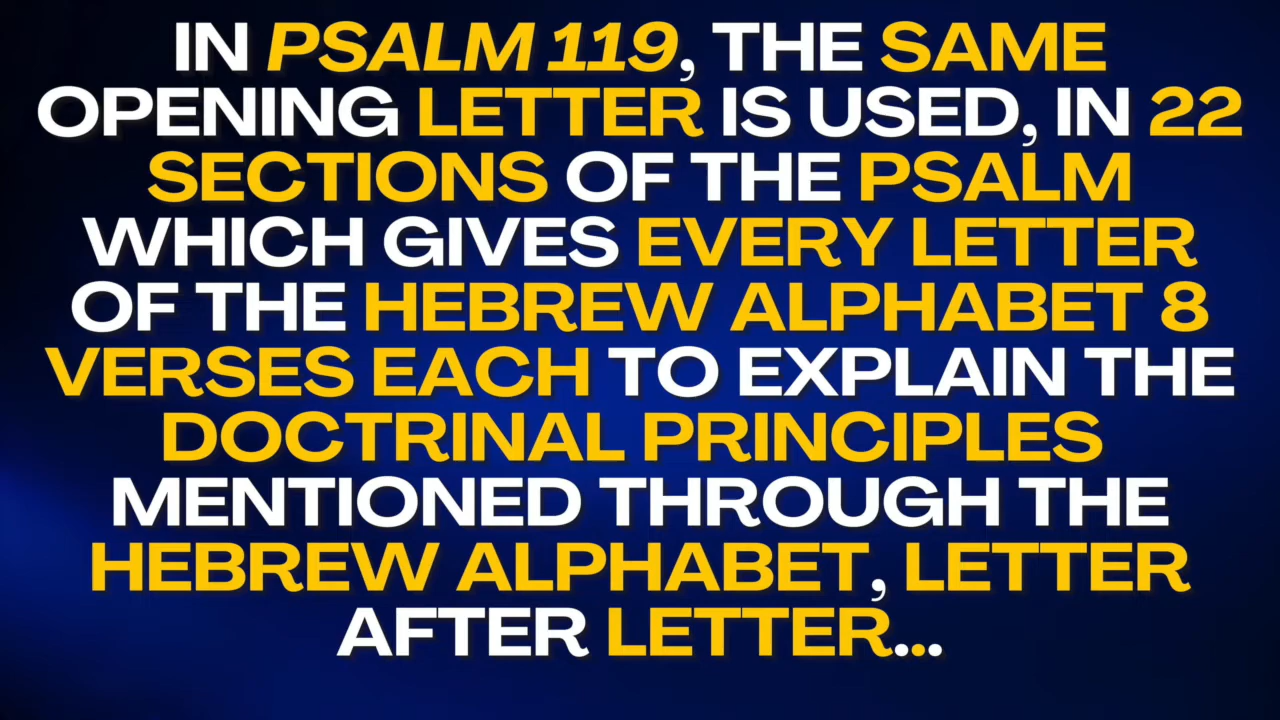 IN PSALM 119, THE SAME
OPENING LETTER IS USED, IN 22
SECTIONS OF THE PSALM
WHICH GIVES EVERY LETTER
OF THE HEBREW ALPHABET 8
VERSES EACH TO EXPLAIN THE
DOCTRINAL PRINCIPLES
MENTIONED THROUGH THE
HEBREW ALPHABET, LETTER
AFTER LETTER...